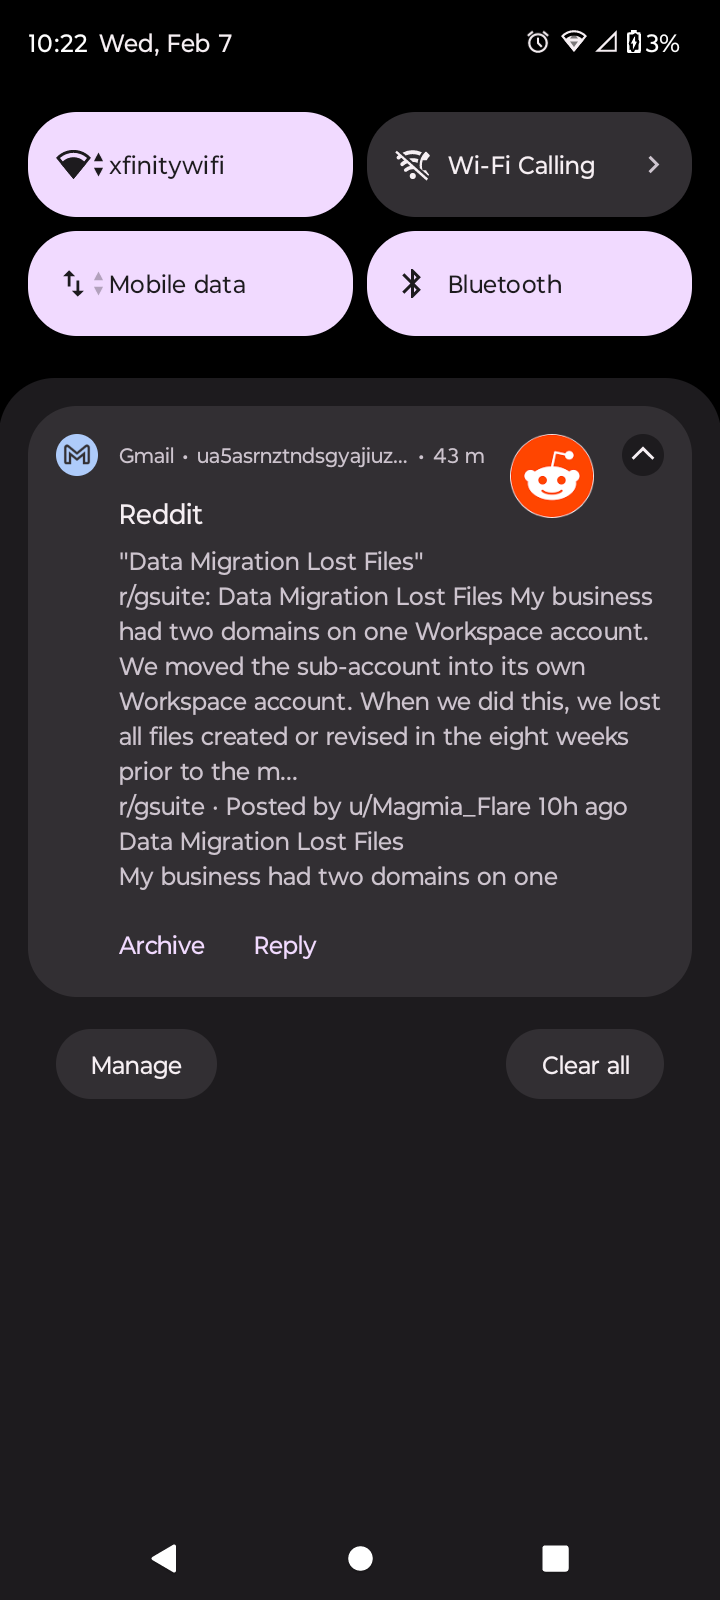 10:22 Wed, Feb 7
3%
xfinitywifi
Wi-Fi Calling
Mobile data
Bluetooth
Gmail • ua5asrnztndsgyajiuz... • 43 m
Reddit
"Data Migration Lost Files"
r/gsuite: Data Migration Lost Files My business
had two domains on one Workspace account.
We moved the sub-account into its own
Workspace account. When we did this, we lost
all files created or revised in the eight weeks
prior to the m...
r/gsuite · Posted by u/Magmia_Flare 10h ago
Data Migration Lost Files
My business had two domains on one
Archive Reply
Manage
Clear all